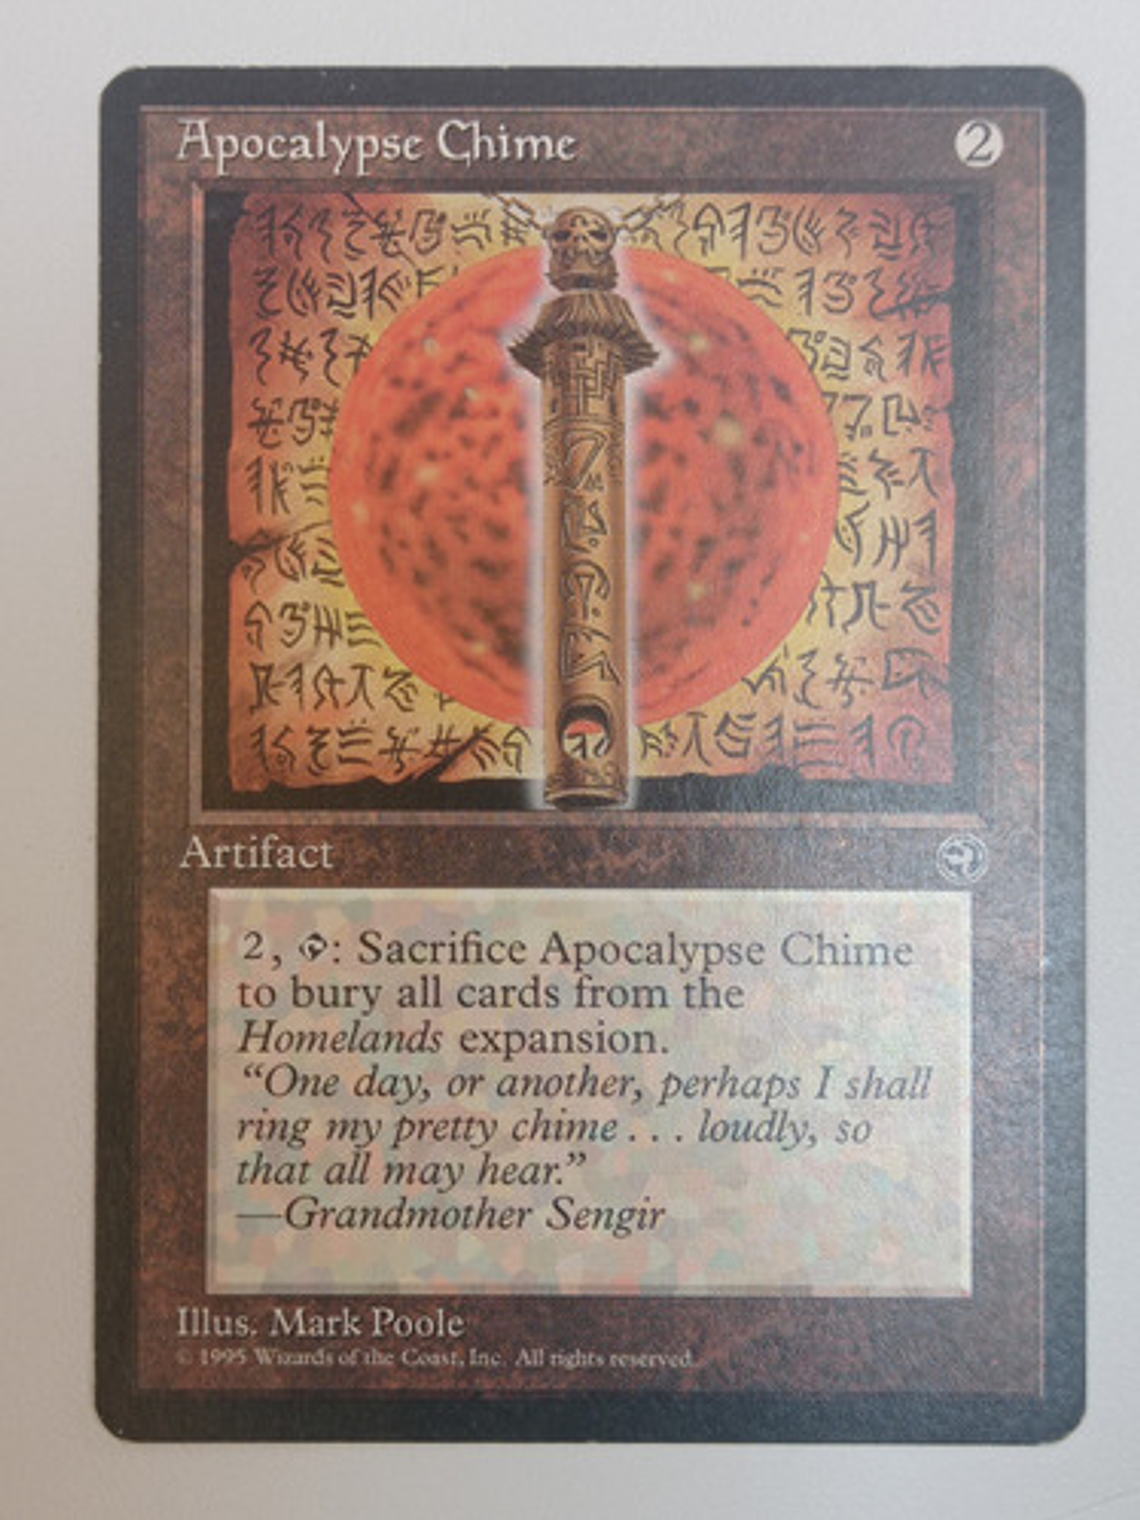 Apocalypse Chime
2
Artifact
2, : Sacrifice Apocalypse Chime
to bury all cards from the
Homelands expansion.
“One day, or another, perhaps I shall
ring my pretty chime . . . loudly, so
that all may hear.”
—Grandmother Sengir
Illus. Mark Poole
© 1995 Wizards of the Coast, Inc. All rights reserved.